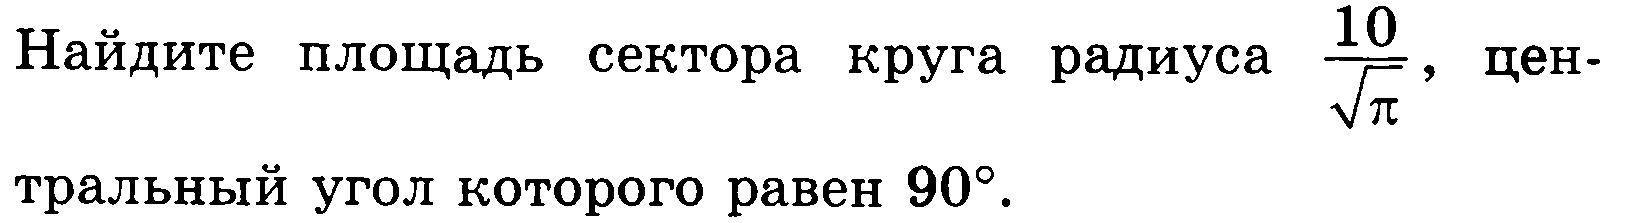 Найдите площадь сектора круга радиуса 10/√π, цен-
тральный угол которого равен 90°.